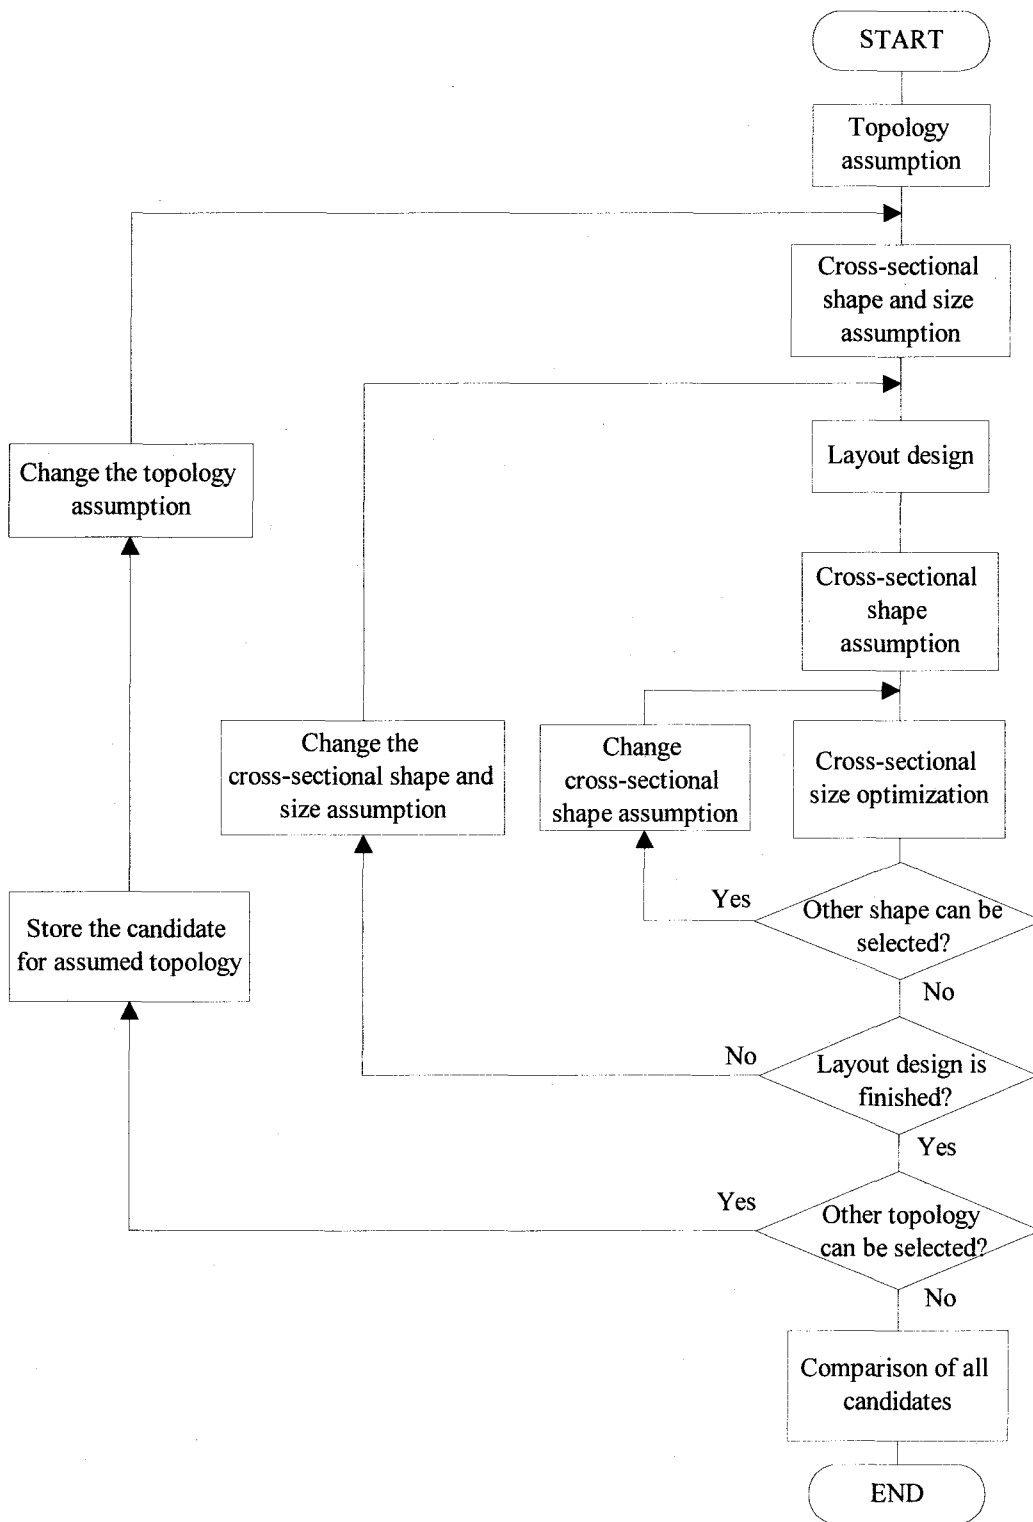 START
Topology
assumption
Cross-sectional
shape and size
assumption
Change the topology
assumption
Layout design
Cross-sectional
shape
assumption
Change the
cross-sectional shape and
size assumption
Change
cross-sectional
shape assumption
Cross-sectional
size optimization
Yes
Other shape can be
selected?
Store the candidate
for assumed topology
No
No
Layout design is
finished?
Yes
Yes
Other topology
can be selected?
No
Comparison of all
candidates
END